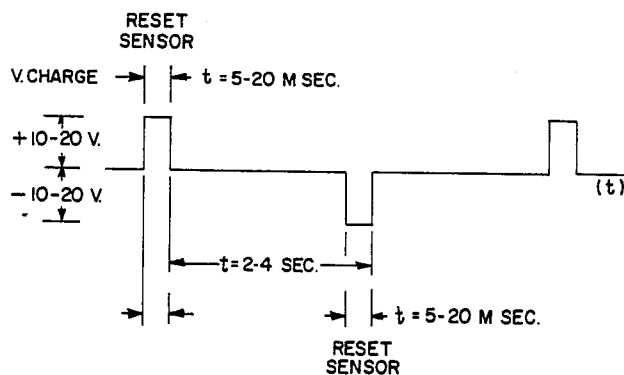 RESET
SENSOR
V. CHARGE
t = 5-20 M SEC.
+10-20 V.
-10-20 V.
(t)
t=2-4 SEC.
t = 5-20 M SEC.
RESET
SENSOR